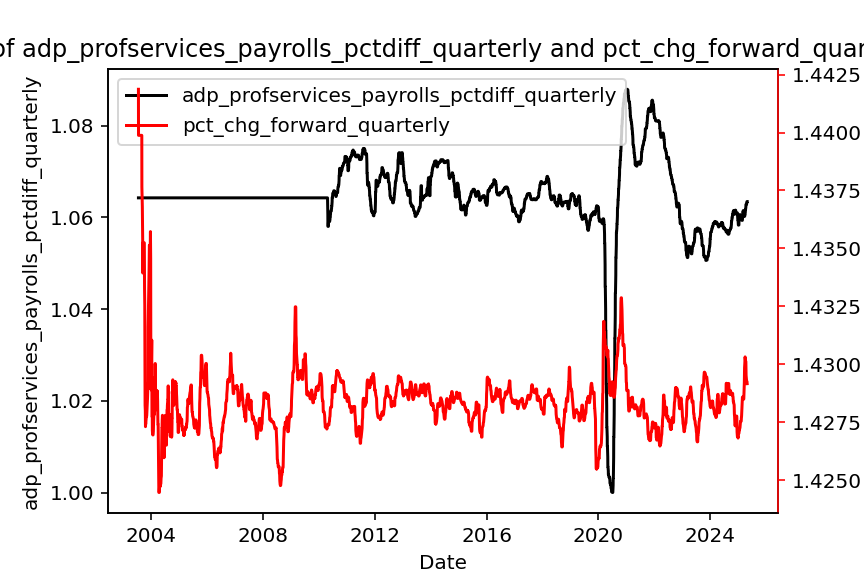 of adp_profservices_payrolls_pctdiff_quarterly and pct_chg_forward_quar
adp_profservices_payrolls_pctdiff_quarterly
pct_chg_forward_quarterly
adp_profservices_payrolls_pctdiff_quarterly
1.08
1.06
1.04
1.02
1.00
1.4425
1.4400
1.4375
1.4350
1.4325
1.4300
1.4275
1.4250
2004 2008 2012 2016 2020 2024
Date